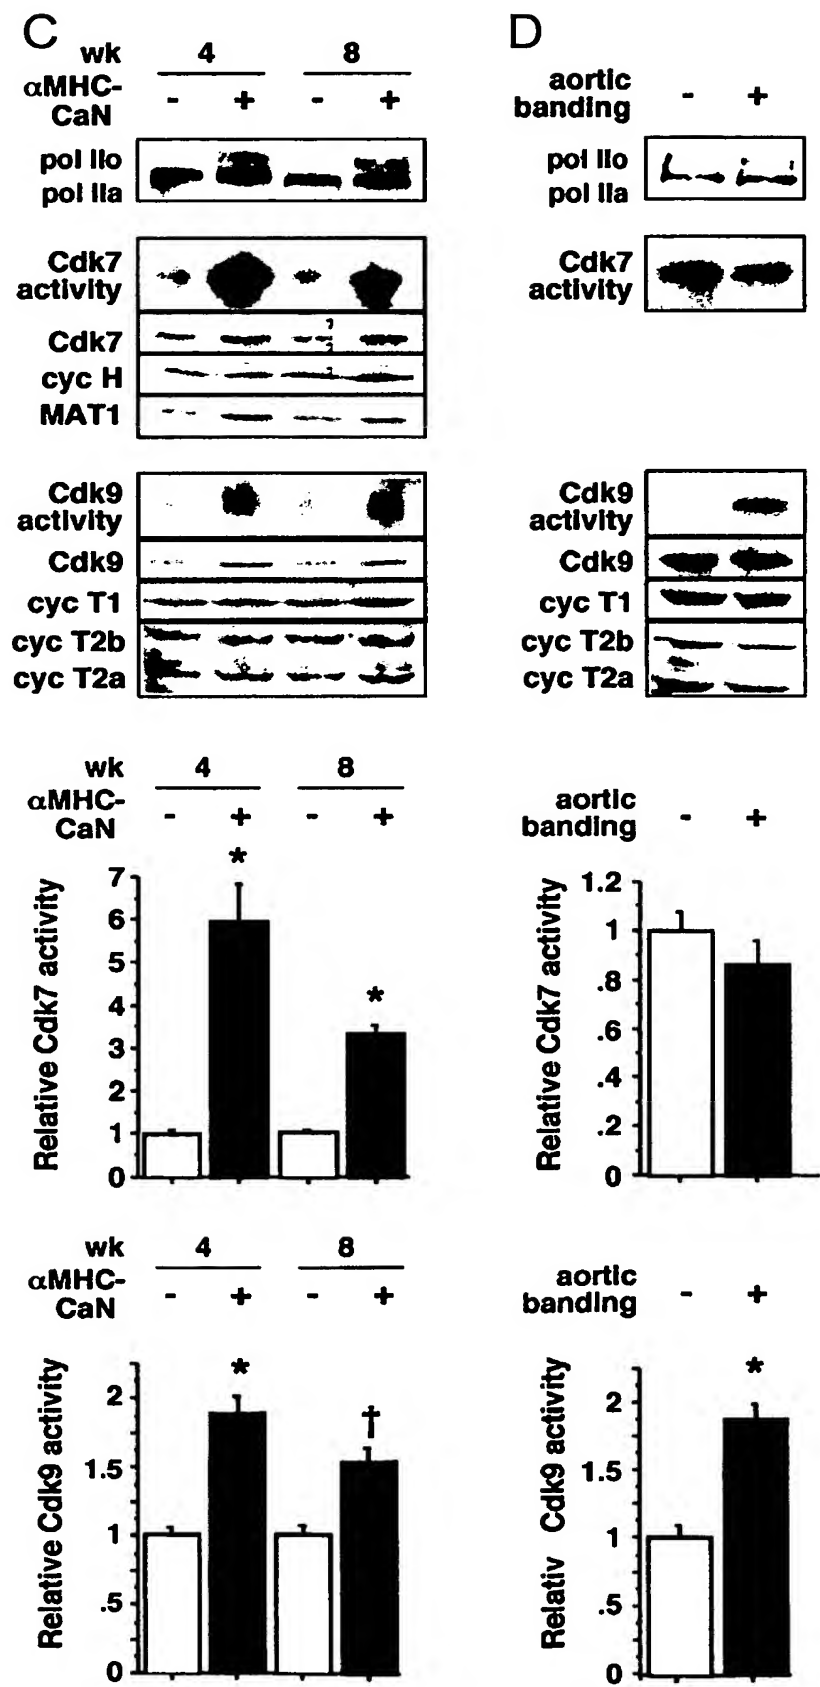 C
wk 4 8
αMHC-
CaN - + - +
pol IIo
pol IIa
Cdk7
activity
Cdk7
cyc H
MAT1
Cdk9
activity
Cdk9
cyc T1
cyc T2b
cyc T2a
wk 4 8
αMHC-
CaN - + - +
Relative Cdk7 activity
7
6
5
4
3
2
1
0
*
*
wk 4 8
αMHC-
CaN - + - +
Relative Cdk9 activity
2
1.5
1
.5
0
*
†
D
aortic
banding - +
pol IIo
pol IIa
Cdk7
activity
Cdk9
activity
Cdk9
cyc T1
cyc T2b
cyc T2a
aortic
banding - +
Relative Cdk7 activity
1.2
1
.8
.6
.4
.2
0
aortic
banding - +
Relativ Cdk9 activity
2
1.5
1
.5
0
*